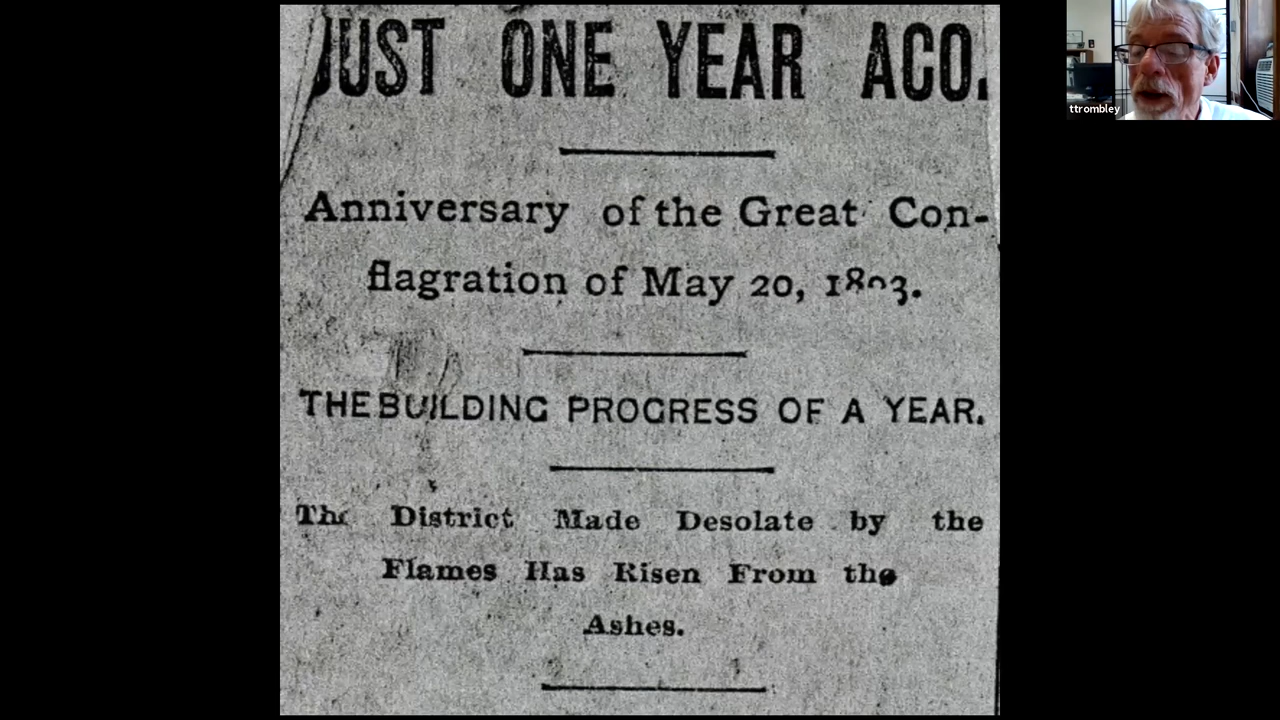 JUST ONE YEAR AGO.
Anniversary of the Great Con-
flagration of May 20, 1893.
THE BUILDING PROGRESS OF A YEAR.
The District Made Desolate by the
Flames Has Risen From the
Ashes.
ttrombley